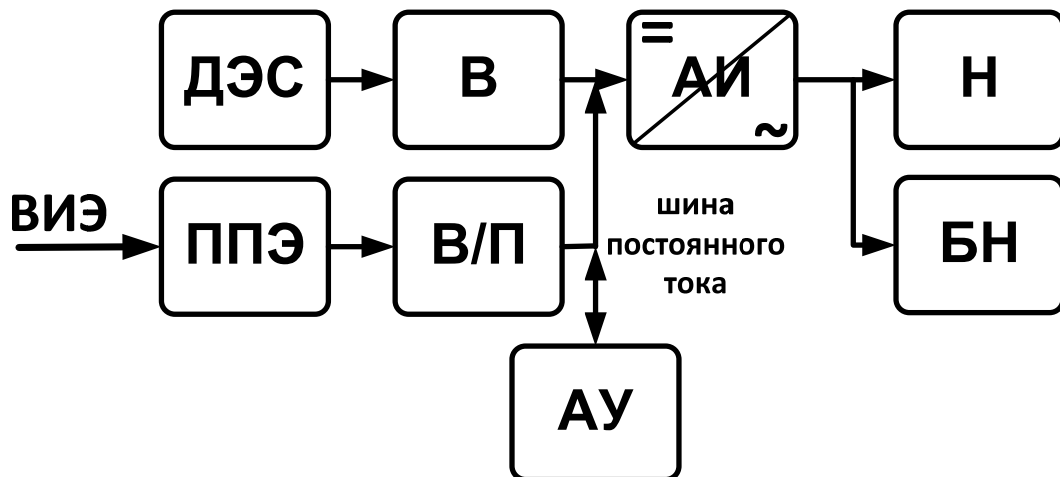 ДЭС
В
=
АИ
~
Н
ВИЭ
ППЭ
В/П
шина
постоянного
тока
БН
АУ